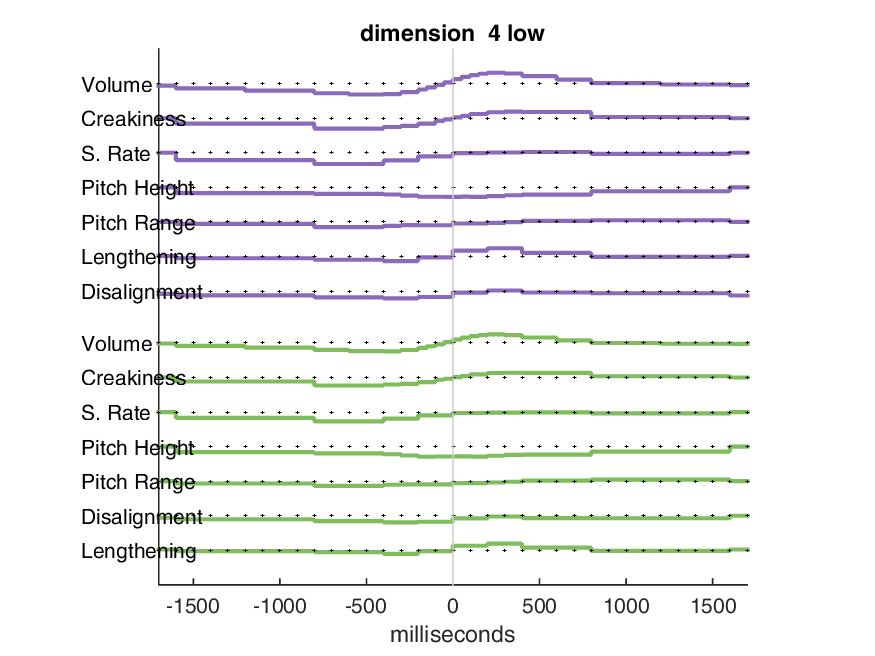 dimension  4 low
Volume
Creakiness
S. Rate
Pitch Height
Pitch Range
Lengthening
Disalignment
Volume
Creakiness
S. Rate
Pitch Height
Pitch Range
Disalignment
Lengthening
-1500 -1000 -500 0 500 1000 1500
milliseconds